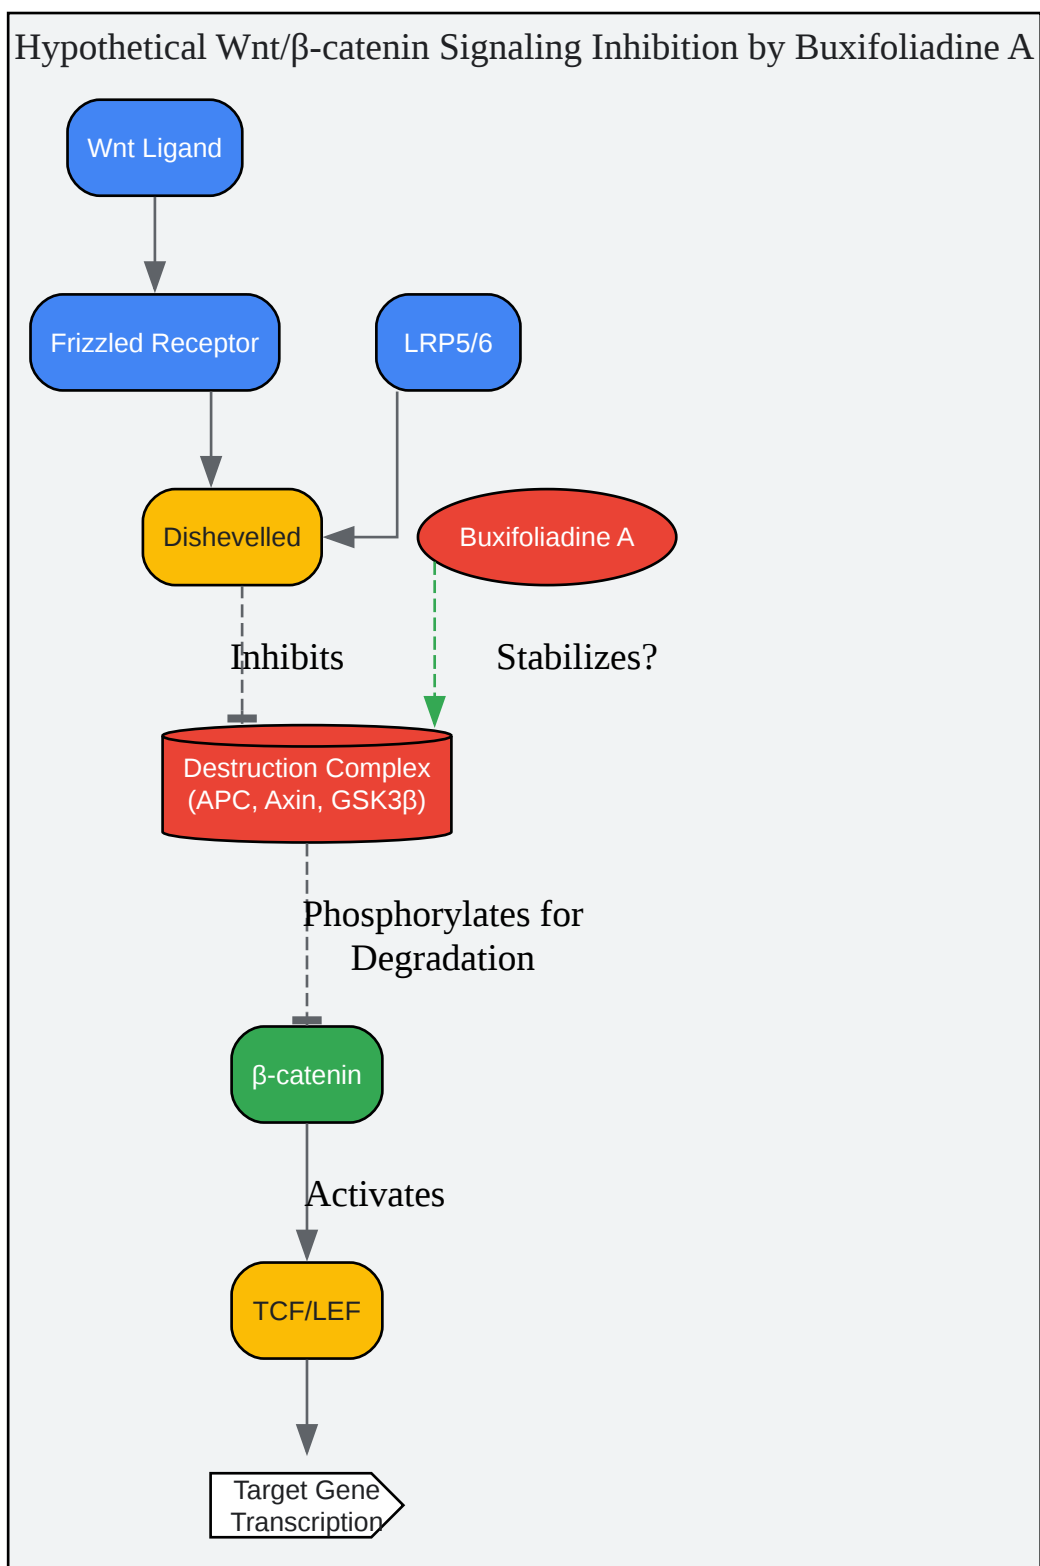 Hypothetical Wnt/β-catenin Signaling Inhibition by Buxifoliadine A
Wnt Ligand
Frizzled Receptor
LRP5/6
Dishevelled
Buxifoliadine A
Inhibits
Stabilizes?
Destruction Complex
(APC, Axin, GSK3β)
Phosphorylates for
Degradation
β-catenin
Activates
TCF/LEF
Target Gene
Transcription